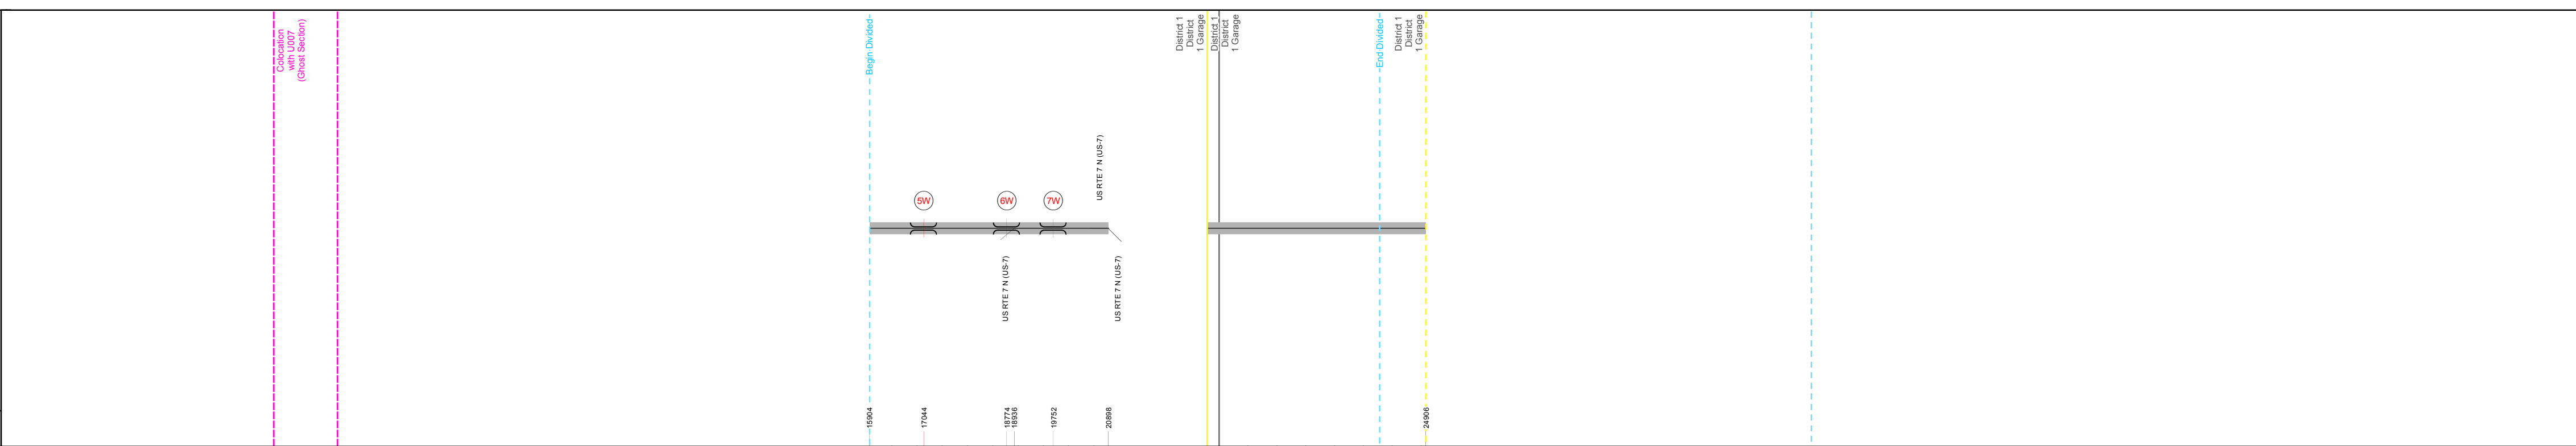 Colocation
with U007
(Ghost Section)
Begin Divided
District 1
District
1 Garage
District 1
District
1 Garage
End Divided
District 1
District
1 Garage
US RTE 7 N (US-7)
5W
6W
7W
US RTE 7 N (US-7)
US RTE 7 N (US-7)
15904
17044
18774
18936
19752
20898
24906